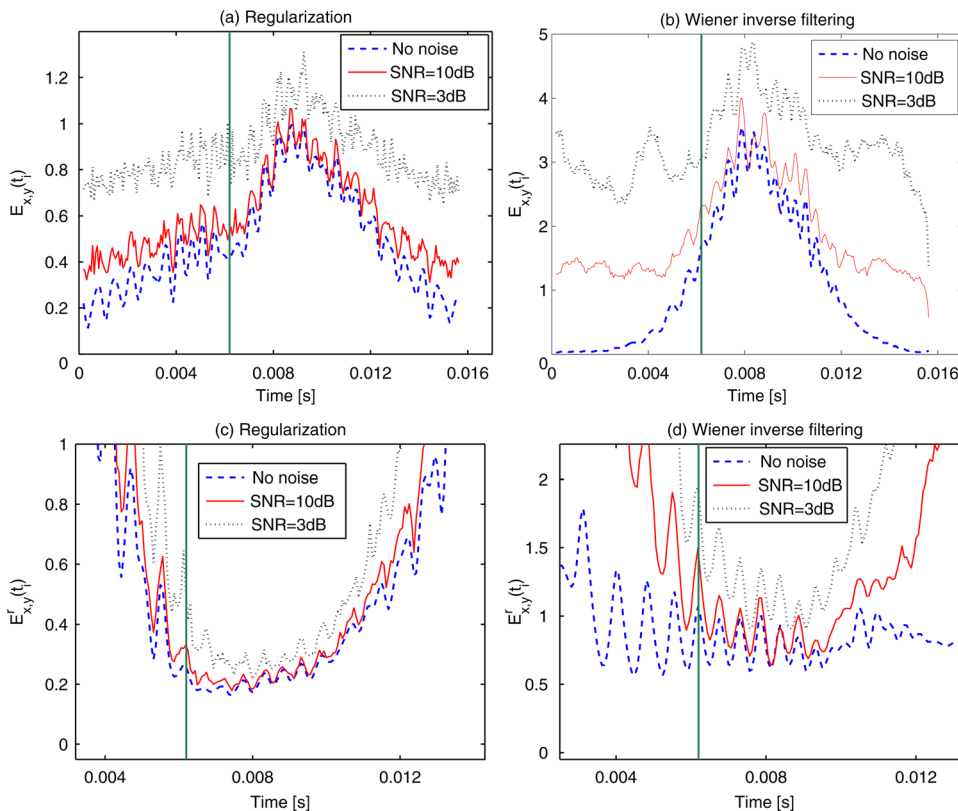 (a) Regularization
E_{x,y}(t_i)
1.2
1
0.8
0.6
0.4
0.2
0
0
0.004
0.008
0.012
0.016
Time [s]
No noise
SNR=10dB
SNR=3dB
(b) Wiener inverse filtering
E_{x,y}(t_i)
5
4
3
2
1
0
0
0.004
0.008
0.012
0.016
Time [s]
No noise
SNR=10dB
SNR=3dB
(c) Regularization
E^r_{x,y}(t_i)
1
0.8
0.6
0.4
0.2
0
0.004
0.008
0.012
Time [s]
No noise
SNR=10dB
SNR=3dB
(d) Wiener inverse filtering
E^r_{x,y}(t_i)
2
1.5
1
0.5
0
0.004
0.008
0.012
Time [s]
No noise
SNR=10dB
SNR=3dB